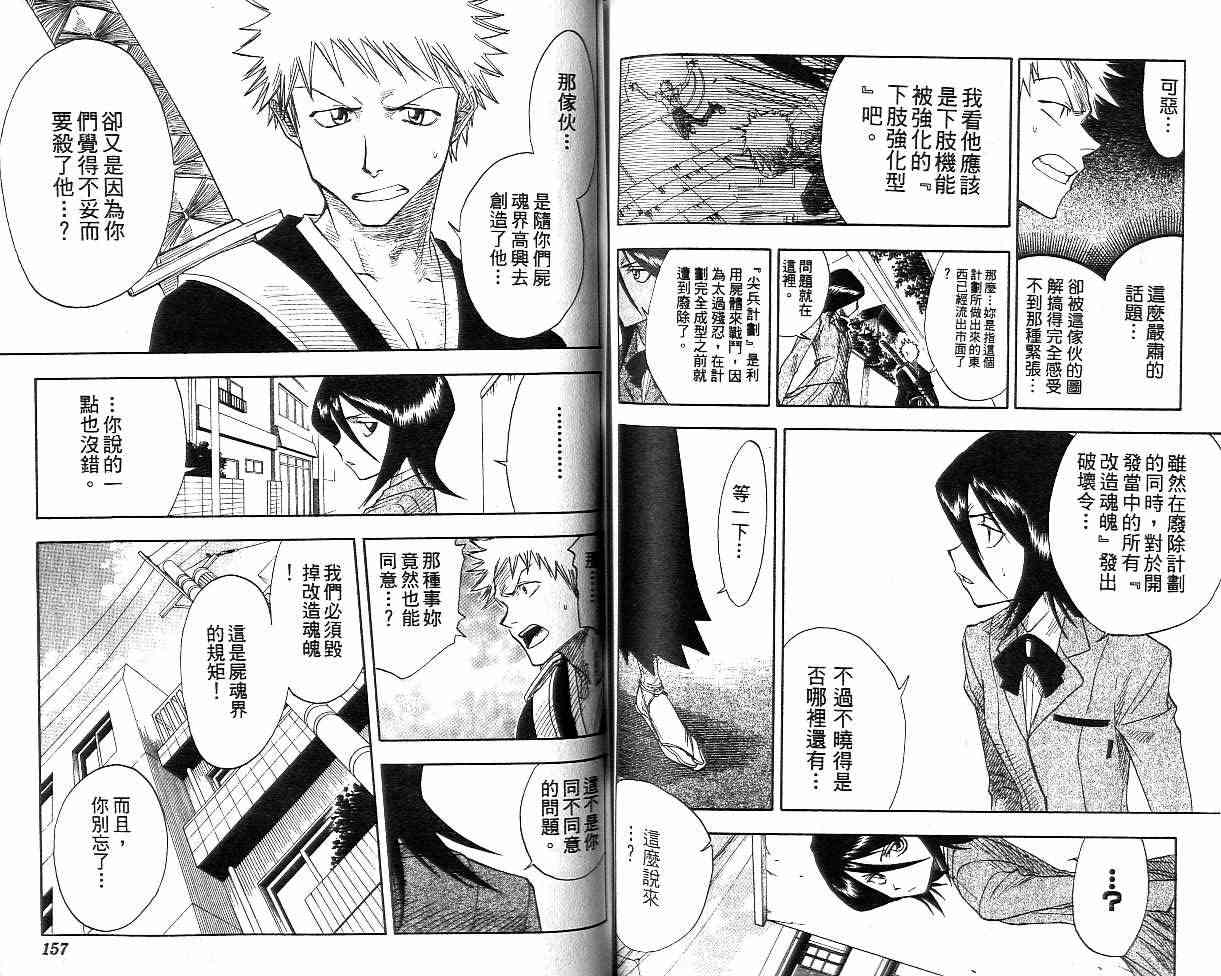 可惡…
這麼嚴肅的
話題…
卻被這傢伙的圖
解搞得完全感受
不到那種緊張…
我看他應該
是下肢機能
被強化的『
下肢強化型
』吧。
那麼…妳是指這個
計劃所做出來的東
西已經流出市面了
?
問題就在
這裡。
『尖兵計劃』是利
用屍體來戰鬥，因
為太過殘忍，在計
劃完全成型之前就
遭到廢除了。
雖然在廢除計劃
的同時，對於開
發當中的所有『
改造魂魄』發出
破壞令…
不過不曉得是
否哪裡還有…
等一下…
…?
這麼說來
…?
那傢伙…
是隨你們屍
魂界高興去
創造了他…
卻又是因為你
們覺得不妥而
要殺了他…?
…………
…你說的一
點也沒錯。
那……
那種事妳
竟然也能
同意…?
這不是你
同不同意
的問題。
我們必須毀
掉改造魂魄
!
這是屍魂界
的規矩!
而且，
你別忘了…
157